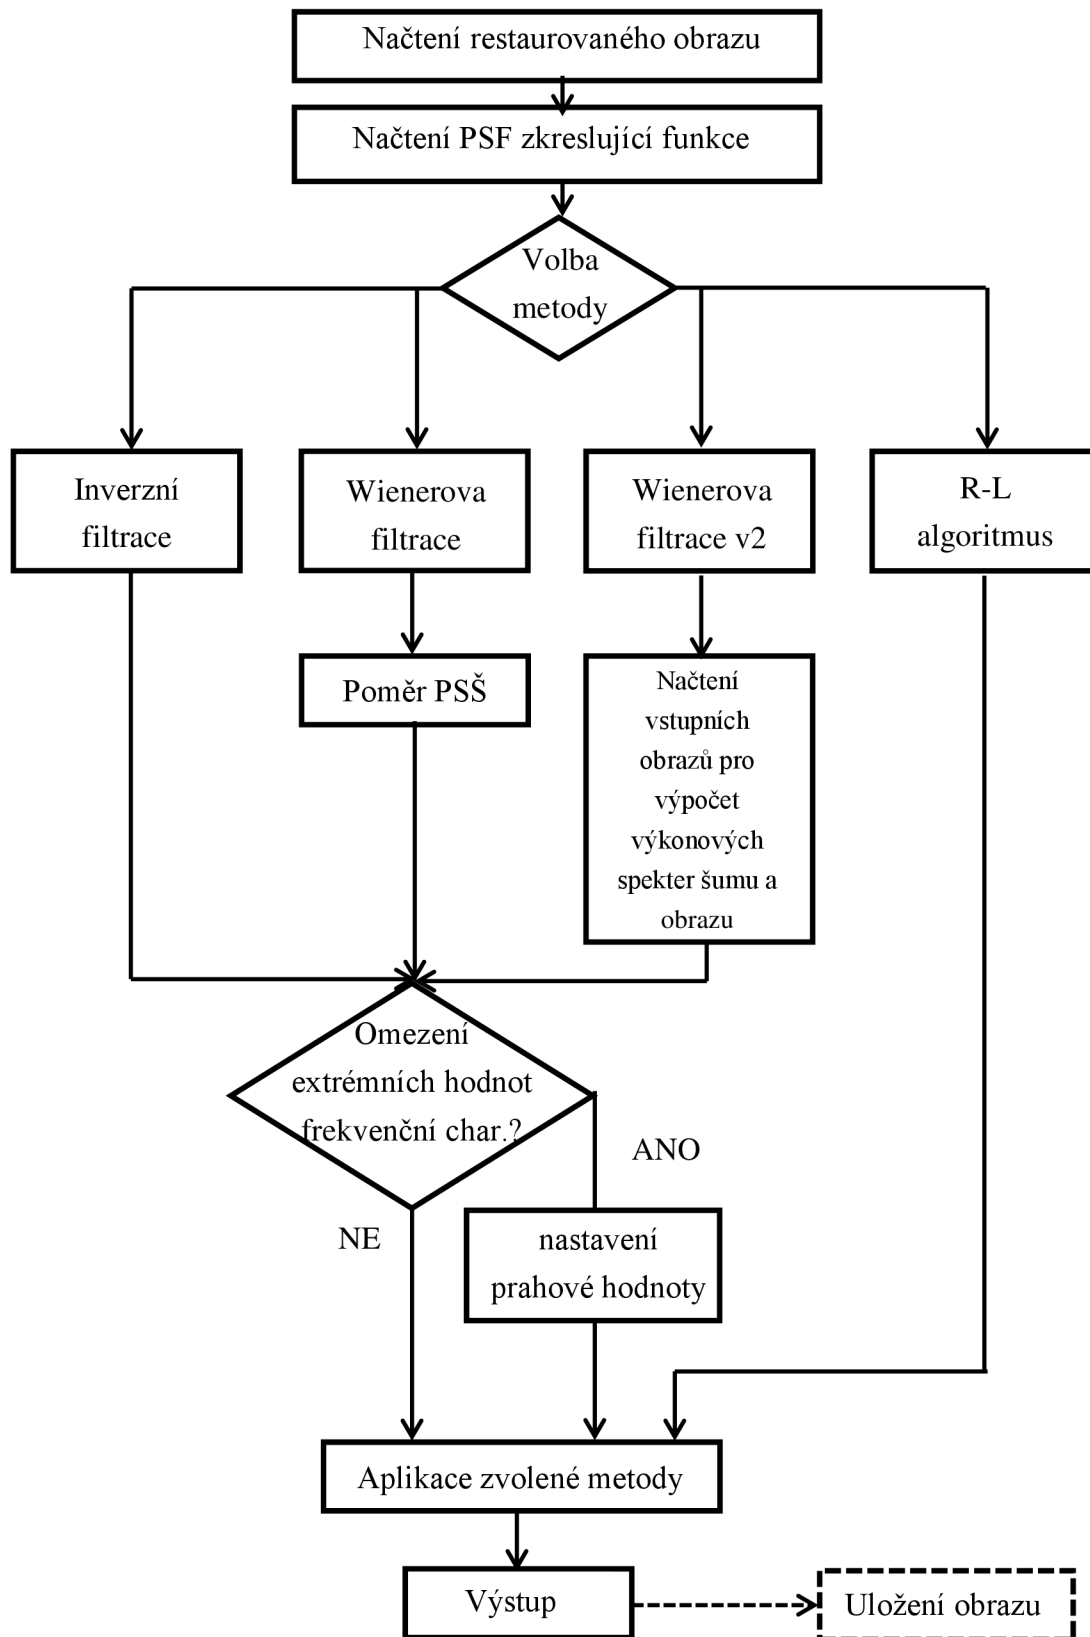 Načtení restaurovaného obrazu
Načtení PSF zkreslující funkce
Volba
metody
Inverzní
filtrace
Wienerova
filtrace
Wienerova
filtrace v2
R-L
algoritmus
Poměr PSŠ
Načtení
vstupních
obrazů pro
výpočet
výkonových
spekter šumu a
obrazu
Omezení
extrémních hodnot
frekvenční char.?
ANO
NE
nastavení
prahové hodnoty
Aplikace zvolené metody
Výstup
Uložení obrazu